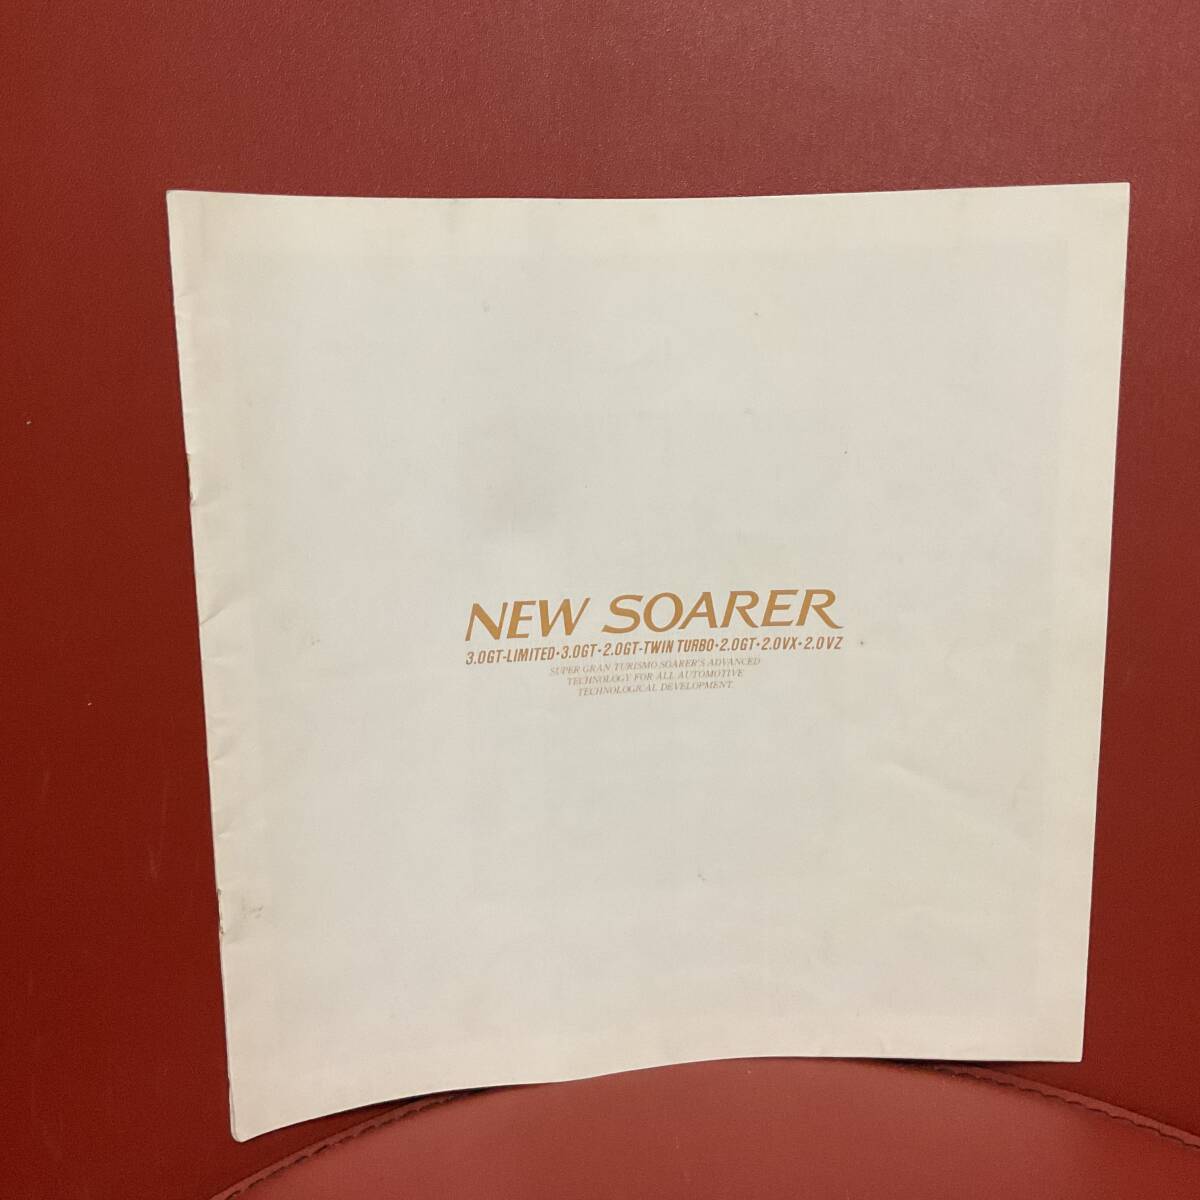 NEW SOARER
3.0GT-LIMITED•3.0GT•2.0GT-TWIN TURBO•2.0GT•2.0VX•2.0VZ
SUPER GRAN TURISMO SOARER'S ADVANCED
TECHNOLOGY FOR ALL AUTOMOTIVE
TECHNOLOGICAL DEVELOPMENT.